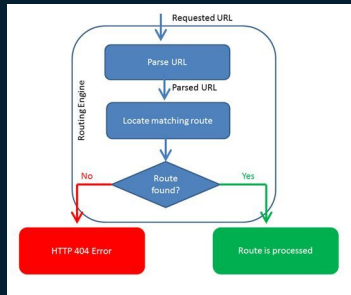 Requested URL
Routing Engine
Parse URL
Parsed URL
Locate matching route
No
Route
found?
Yes
HTTP 404 Error
Route is processed